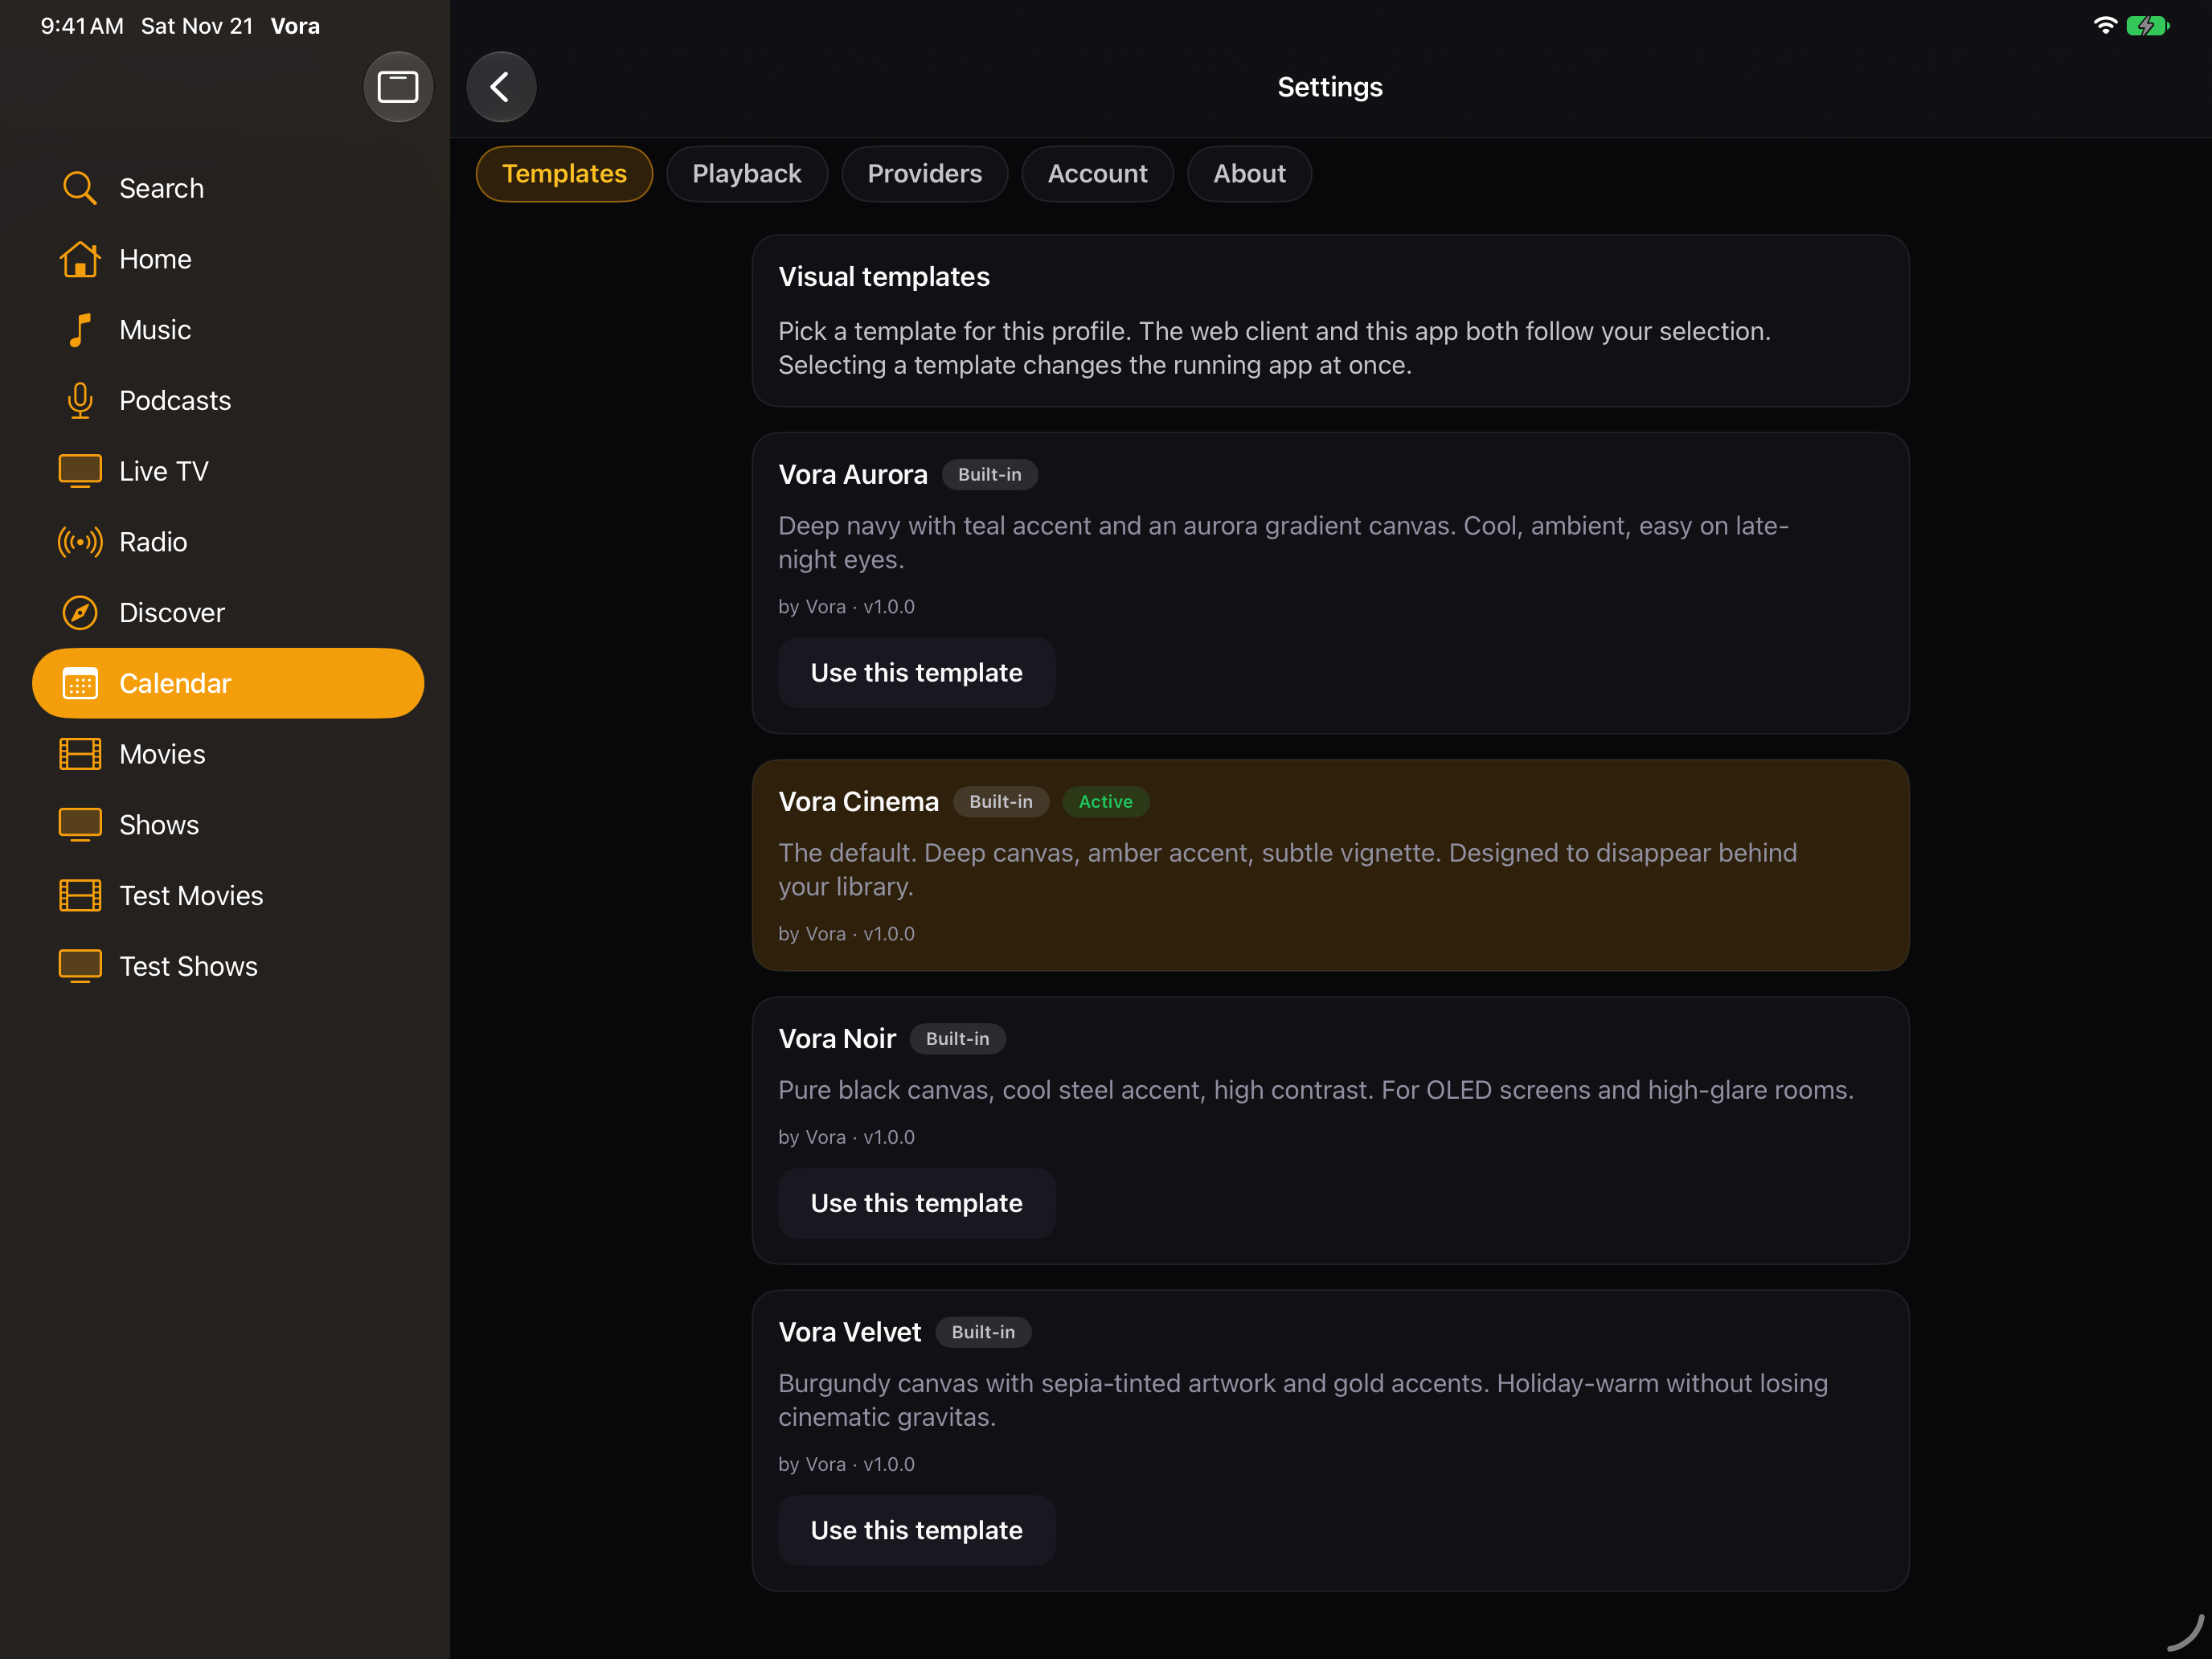 9:41 AM Sat Nov 21 Vora
Settings
Search
Home
Music
Podcasts
Live TV
Radio
Discover
Calendar
Movies
Shows
Test Movies
Test Shows
Templates
Playback
Providers
Account
About
Visual templates
Pick a template for this profile. The web client and this app both follow your selection.
Selecting a template changes the running app at once.
Vora Aurora Built-in
Deep navy with teal accent and an aurora gradient canvas. Cool, ambient, easy on late-
night eyes.
by Vora · v1.0.0
Use this template
Vora Cinema Built-in Active
The default. Deep canvas, amber accent, subtle vignette. Designed to disappear behind
your library.
by Vora · v1.0.0
Vora Noir Built-in
Pure black canvas, cool steel accent, high contrast. For OLED screens and high-glare rooms.
by Vora · v1.0.0
Use this template
Vora Velvet Built-in
Burgundy canvas with sepia-tinted artwork and gold accents. Holiday-warm without losing
cinematic gravitas.
by Vora · v1.0.0
Use this template